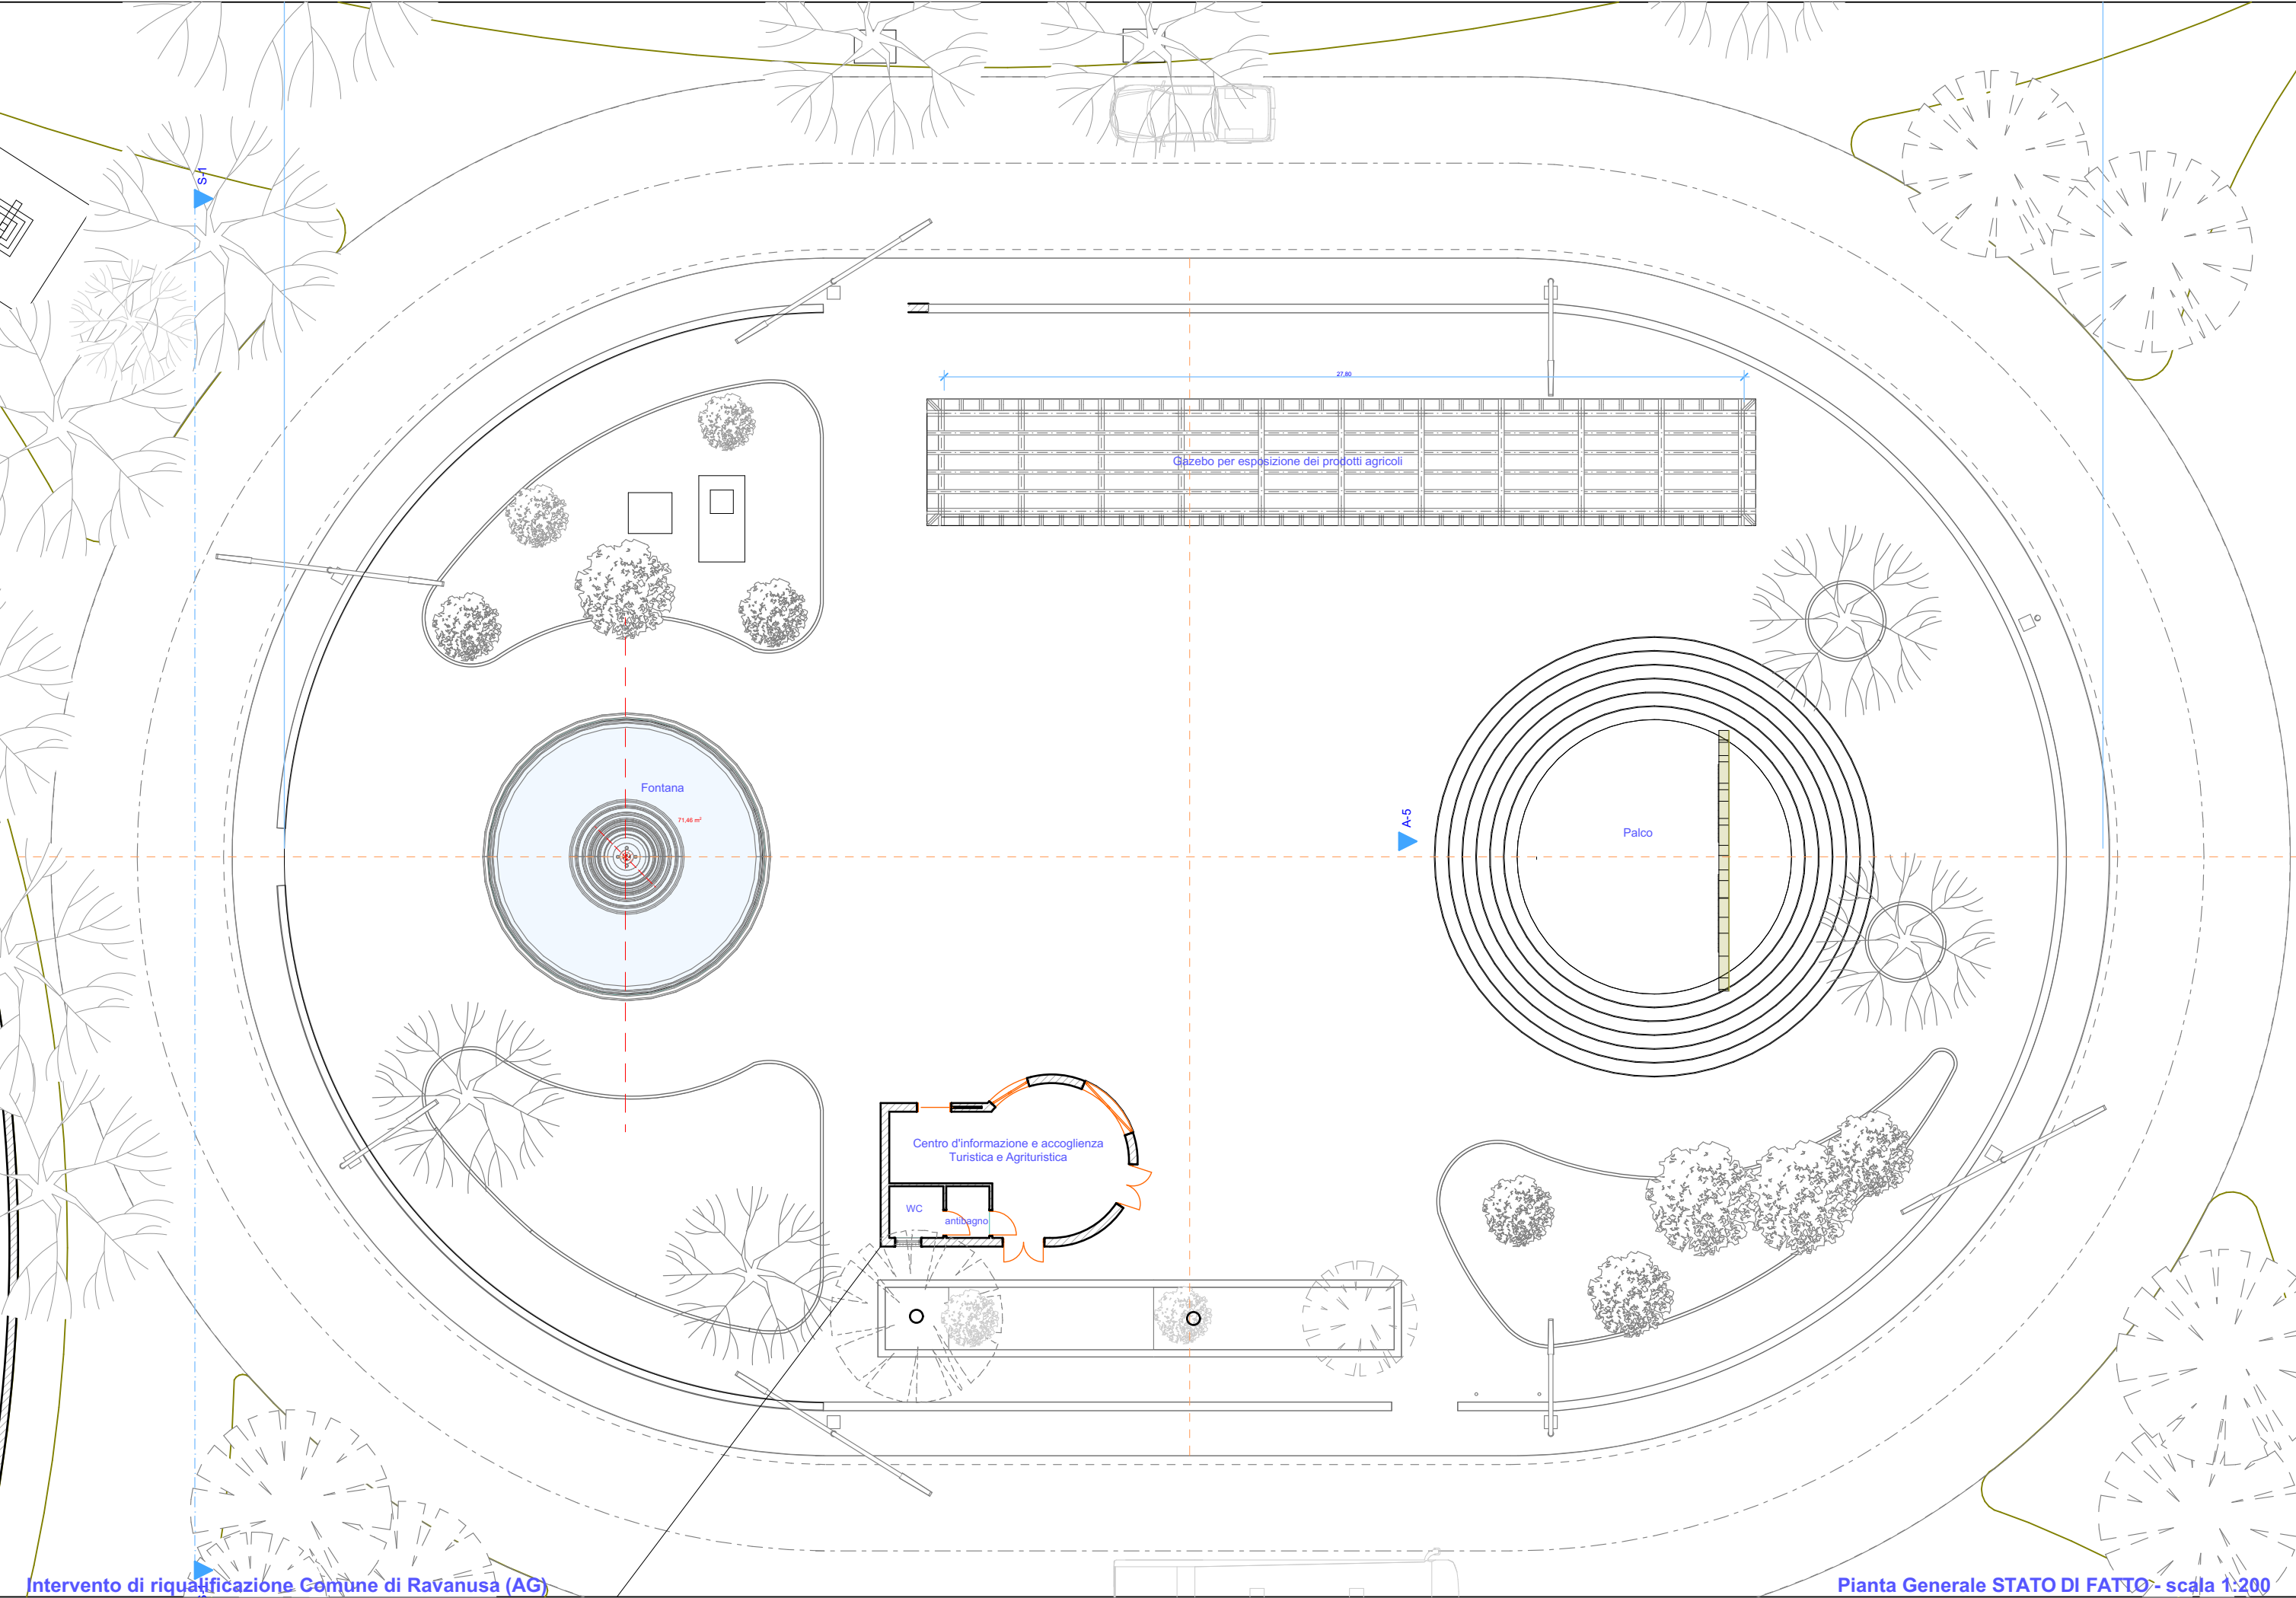 S-1
27,60
Gazebo per esposizione dei prodotti agricoli
Fontana
71,46 m²
A-5
Palco
Centro d'informazione e accoglienza
Turistica e Agrituristica
WC
antibagno
Intervento di riqualificazione Comune di Ravanusa (AG)
Pianta Generale STATO DI FATTO - scala 1:200